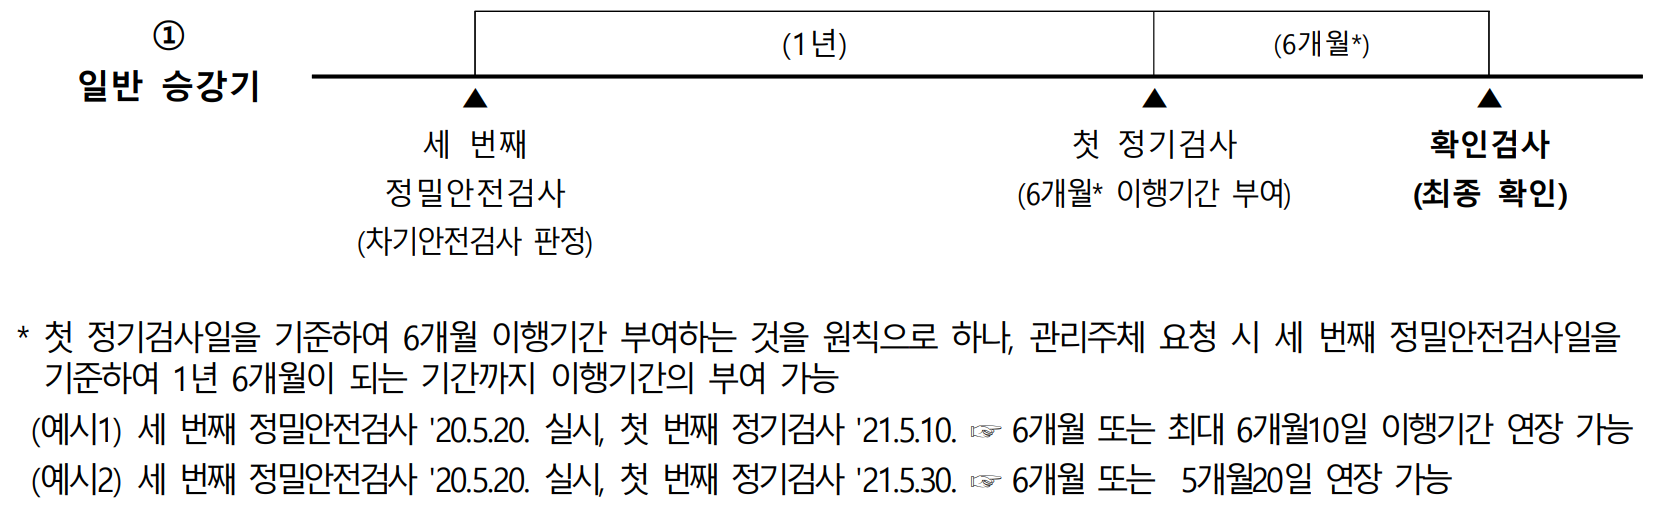 ①
일반 승강기
(1년)
(6개월*)
▲
▲
▲
세 번째
정밀안전검사
(차기안전검사 판정)
첫 정기검사
(6개월* 이행기간 부여)
확인검사
(최종 확인)
* 첫 정기검사일을 기준하여 6개월 이행기간 부여하는 것을 원칙으로 하나, 관리주체 요청 시 세 번째 정밀안전검사일을
기준하여 1년 6개월이 되는 기간까지 이행기간의 부여 가능
(예시1) 세 번째 정밀안전검사 '20.5.20. 실시, 첫 번째 정기검사 '21.5.10. ☞ 6개월 또는 최대 6개월10일 이행기간 연장 가능
(예시2) 세 번째 정밀안전검사 '20.5.20. 실시, 첫 번째 정기검사 '21.5.30. ☞ 6개월 또는 5개월20일 연장 가능